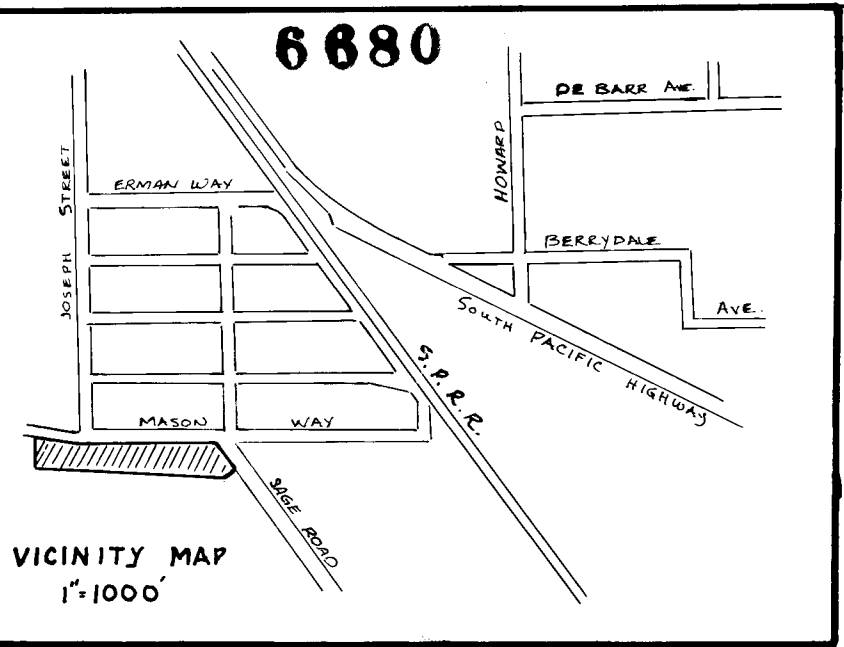 6680
DE BARR AVE.
HOWARD
JOSEPH STREET
ERMAN WAY
BERRYDALE
AVE.
SOUTH PACIFIC HIGHWAY
S.P.R.R.
MASON WAY
SAGE ROAD
VICINITY MAP
1"=1000'